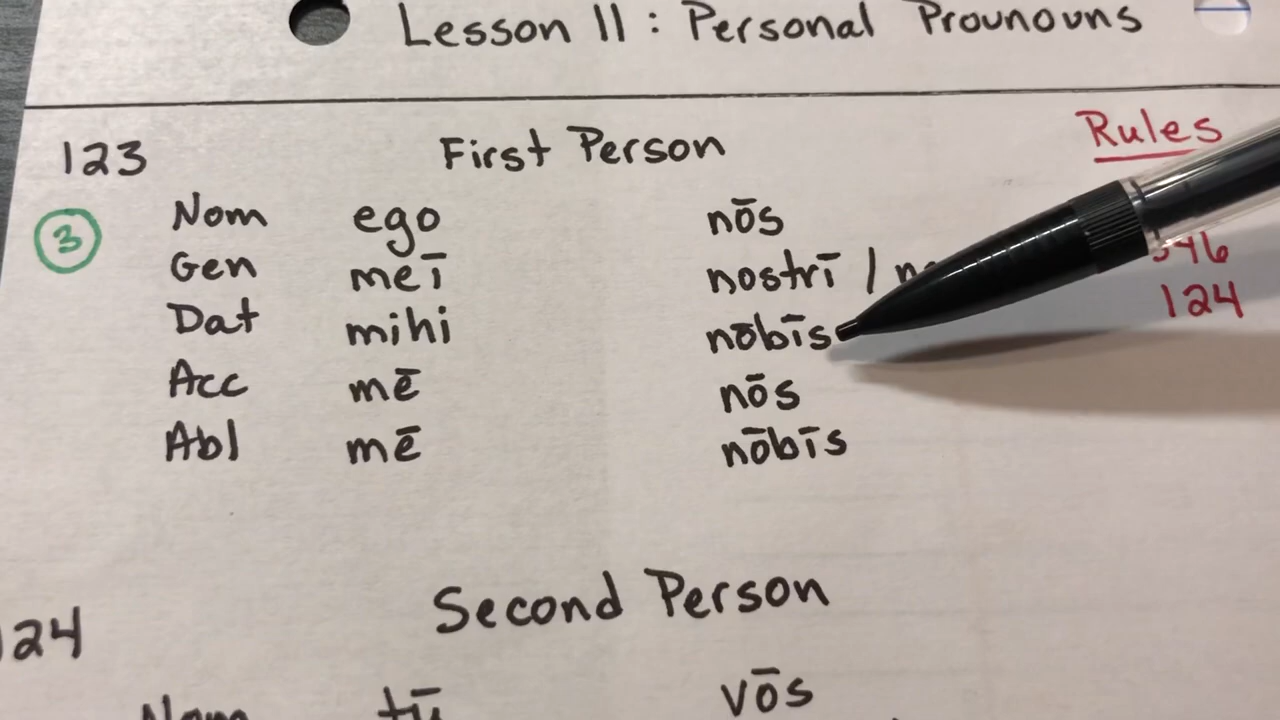 Lesson 11 : Personal Prounouns
123 First Person Rules
3 Nom ego nōs
Gen meī nostrī /
Dat mihi nōbīs 124
Acc mē nōs
Abl mē nōbīs
Second Person
tū vōs